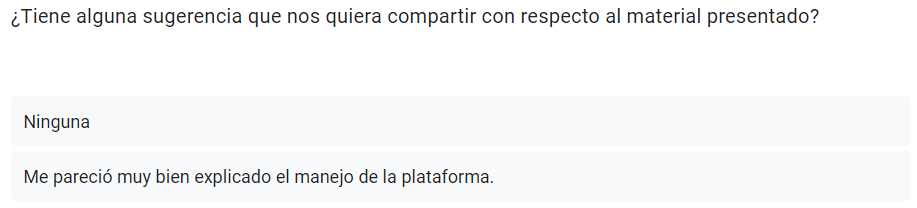 ¿Tiene alguna sugerencia que nos quiera compartir con respecto al material presentado?
Ninguna
Me pareció muy bien explicado el manejo de la plataforma.